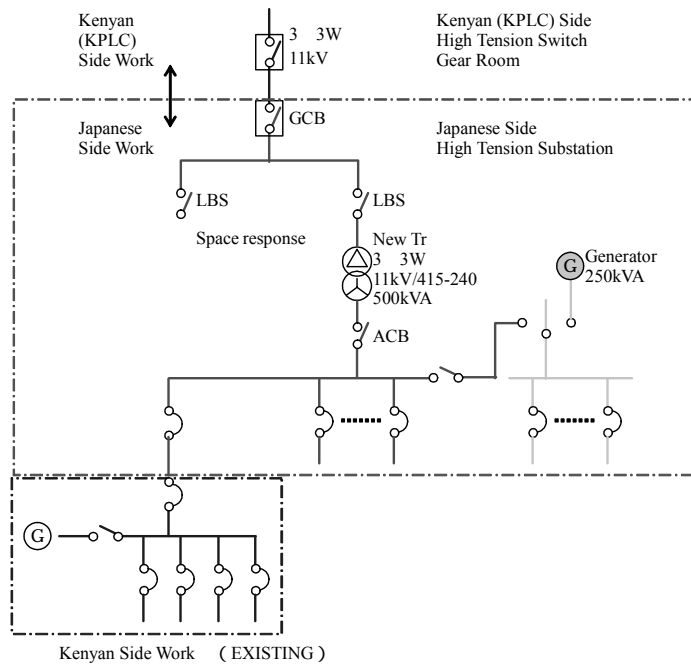 Kenyan
(KPLC)
Side Work
3 3W
11kV
Kenyan (KPLC) Side
High Tension Switch
Gear Room
Japanese
Side Work
GCB
Japanese Side
High Tension Substation
LBS
LBS
Space response
New Tr
3 3W
11kV/415-240
500kVA
G
Generator
250kVA
ACB
G
Kenyan Side Work (EXISTING)